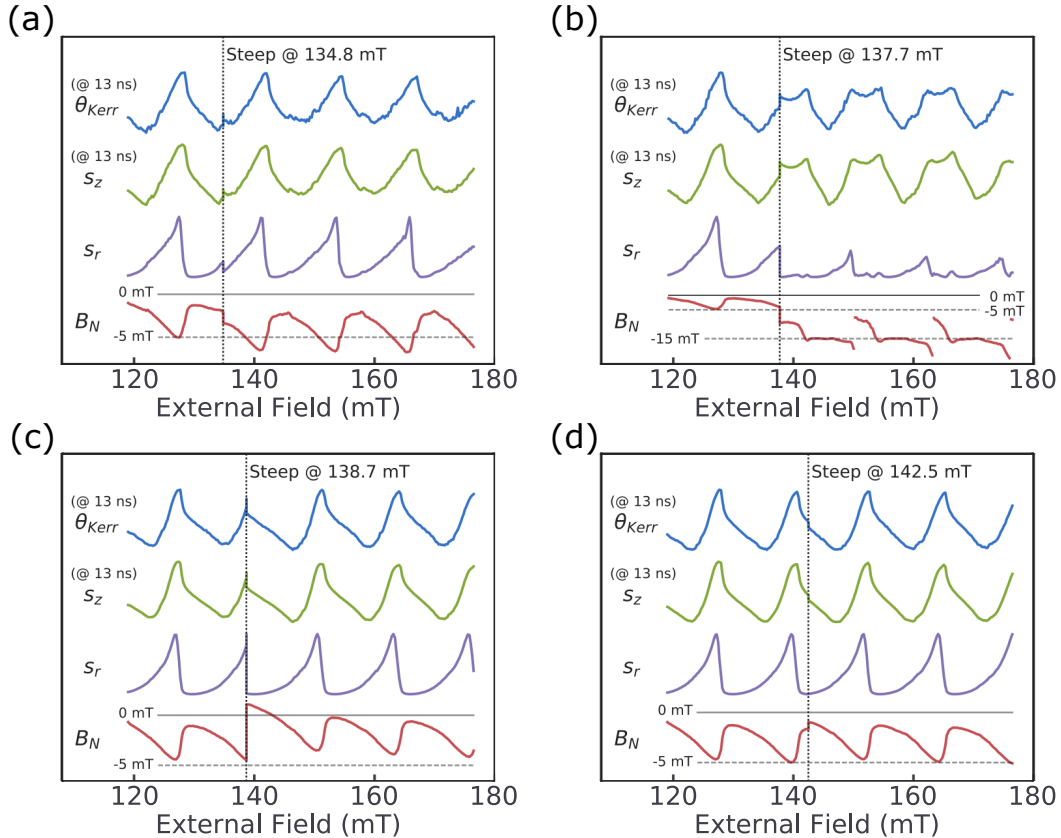 (a)
Steep @ 134.8 mT
(@ 13 ns)
θKerr
(@ 13 ns)
sz
sr
0 mT
BN
-5 mT
120 140 160 180
External Field (mT)
(b)
Steep @ 137.7 mT
(@ 13 ns)
θKerr
(@ 13 ns)
sz
sr
0 mT
-5 mT
BN
-15 mT
120 140 160 180
External Field (mT)
(c)
Steep @ 138.7 mT
(@ 13 ns)
θKerr
(@ 13 ns)
sz
sr
0 mT
BN
-5 mT
120 140 160 180
External Field (mT)
(d)
Steep @ 142.5 mT
(@ 13 ns)
θKerr
(@ 13 ns)
sz
sr
0 mT
BN
-5 mT
120 140 160 180
External Field (mT)